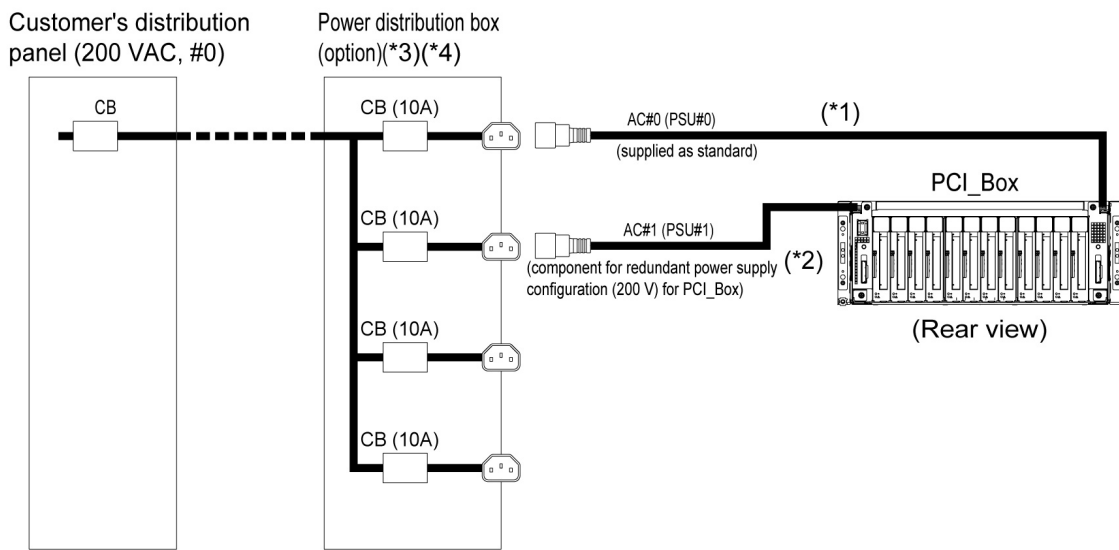 Customer's distribution
panel (200 VAC, #0)
Power distribution box
(option)(*3)(*4)
CB
CB (10A)
AC#0 (PSU#0)
(supplied as standard)
(*1)
PCI_Box
CB (10A)
AC#1 (PSU#1)
(component for redundant power supply
configuration (200 V) for PCI_Box)
(*2)
(Rear view)
CB (10A)
CB (10A)